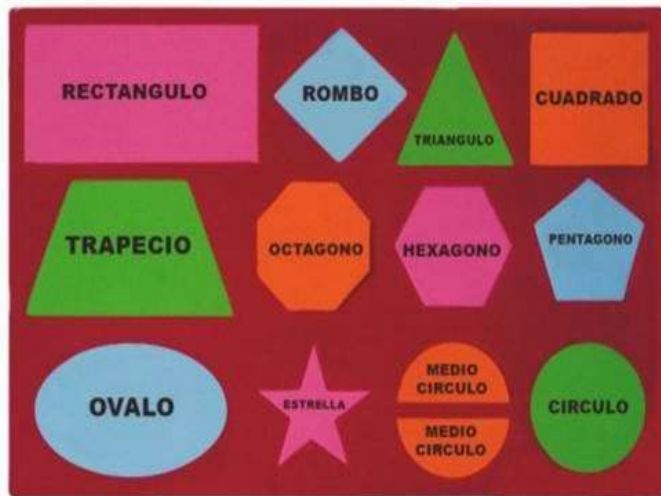 RECTANGULO
ROMBO
TRIANGULO
CUADRADO
TRAPECIO
OCTAGONO
HEXAGONO
PENTAGONO
OVALO
ESTRELLA
MEDIO
CIRCULO
MEDIO
CIRCULO
CIRCULO